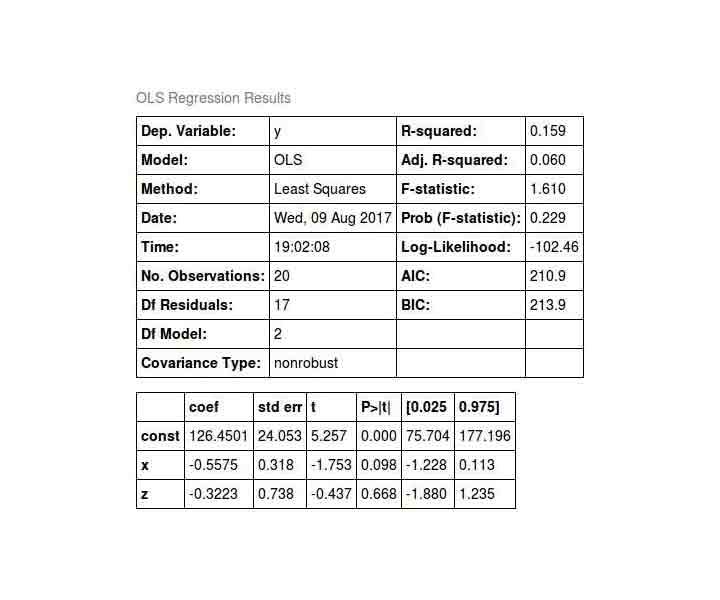 OLS Regression Results
Dep. Variable: y R-squared: 0.159
Model: OLS Adj. R-squared: 0.060
Method: Least Squares F-statistic: 1.610
Date: Wed, 09 Aug 2017 Prob (F-statistic): 0.229
Time: 19:02:08 Log-Likelihood: -102.46
No. Observations: 20 AIC: 210.9
Df Residuals: 17 BIC: 213.9
Df Model: 2
Covariance Type: nonrobust
coef std err t P>|t| [0.025 0.975]
const 126.4501 24.053 5.257 0.000 75.704 177.196
x -0.5575 0.318 -1.753 0.098 -1.228 0.113
z -0.3223 0.738 -0.437 0.668 -1.880 1.235